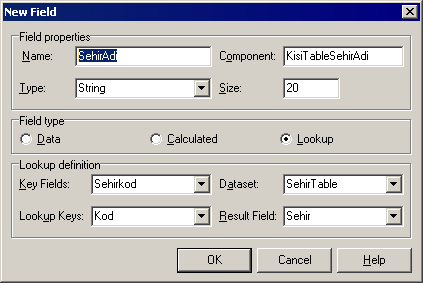 New Field
Field properties
Name: SehirAdi Component: KisiTableSehirAdi
Type: String Size: 20
Field type
Data Calculated Lookup
Lookup definition
Key Fields: Sehirkod Dataset: SehirTable
Lookup Keys: Kod Result Field: Sehir
OK Cancel Help